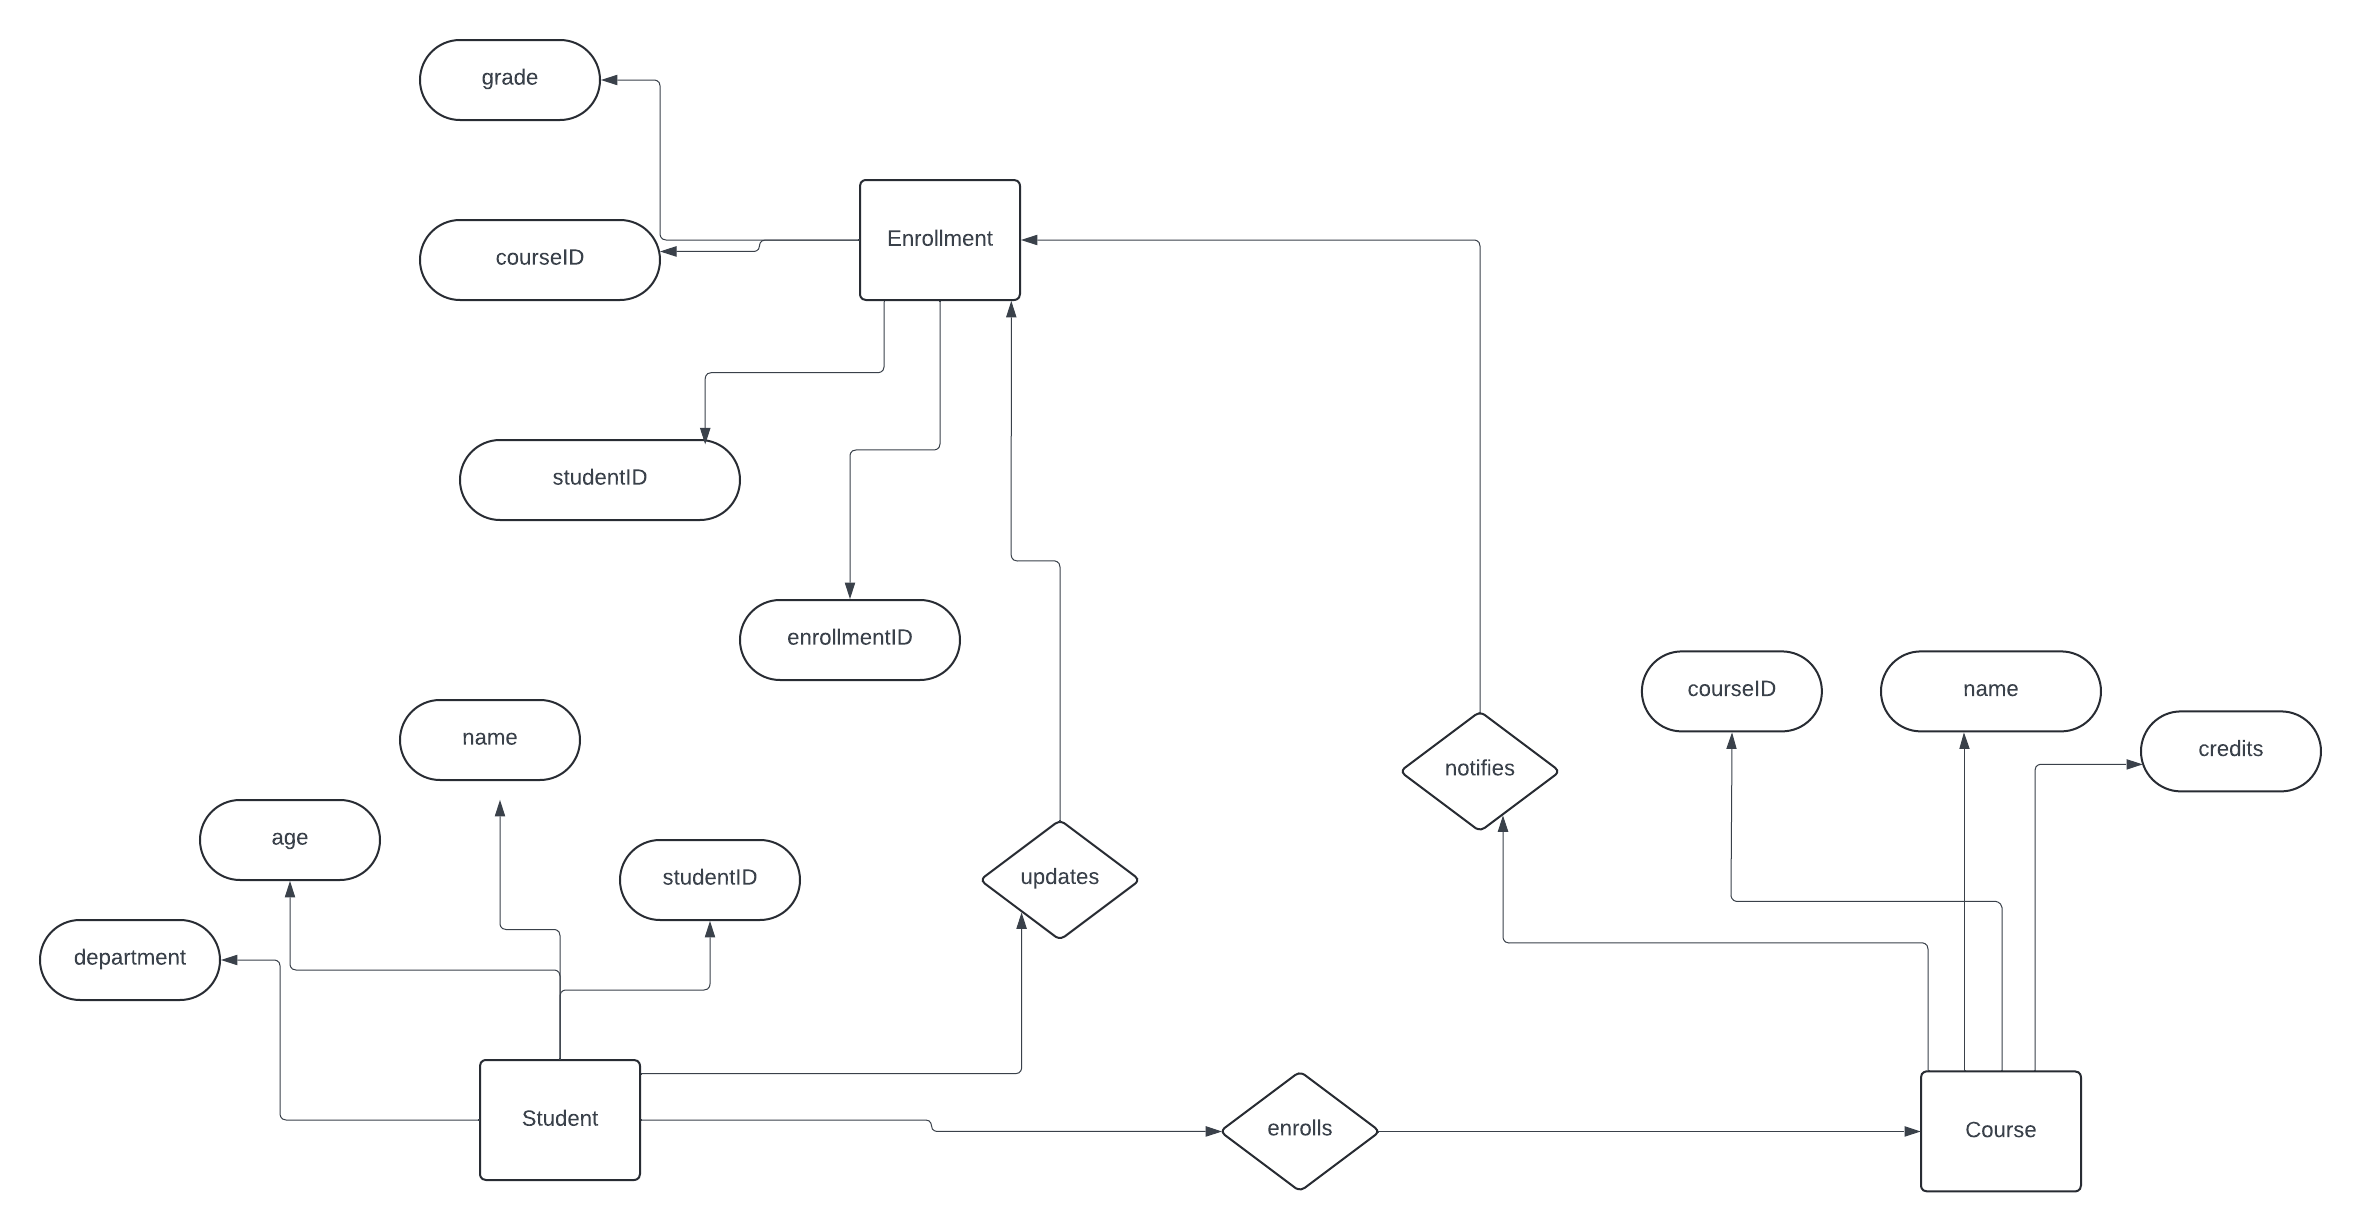 grade
Enrollment
courseID
studentID
enrollmentID
courseID
name
credits
name
notifies
age
studentID
updates
department
Student
enrolls
Course